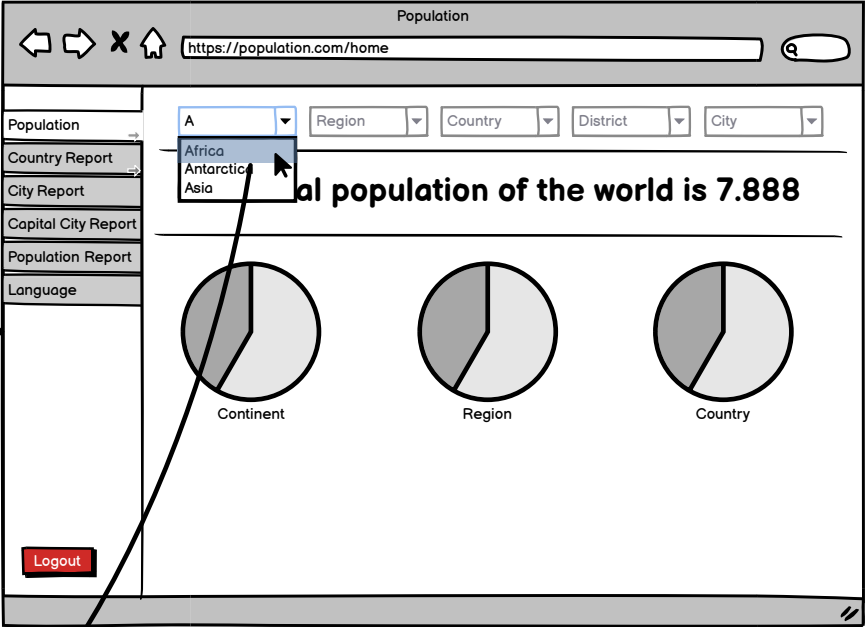 Population
https://population.com/home
A
Region
Country
District
City
Africa
Antarctica
Asia
al population of the world is 7.888
Population
Country Report
City Report
Capital City Report
Population Report
Language
Continent
Region
Country
Logout